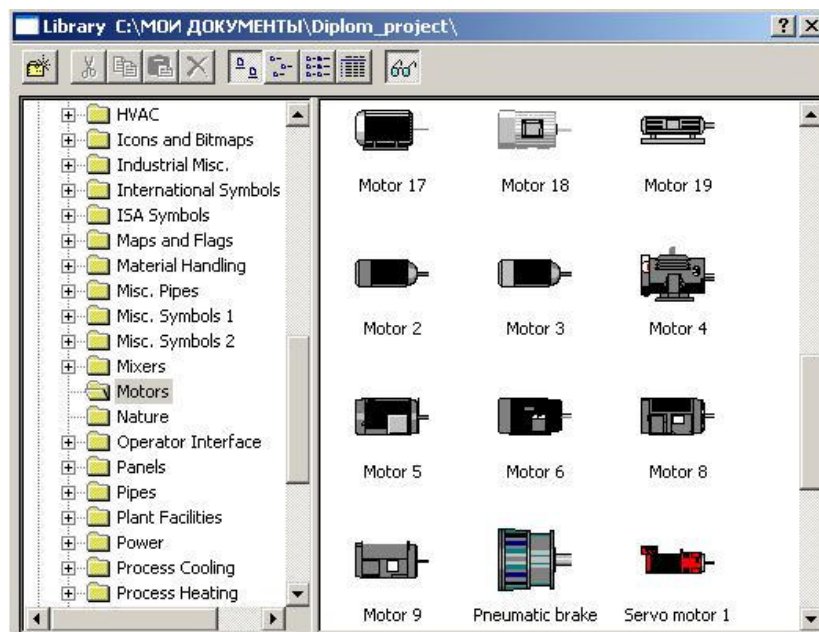 Library C:\МОИ ДОКУМЕНТЫ\Diplom_project\
HVAC
Icons and Bitmaps
Industrial Misc.
International Symbols
ISA Symbols
Maps and Flags
Material Handling
Misc. Pipes
Misc. Symbols 1
Misc. Symbols 2
Mixers
Motors
Nature
Operator Interface
Panels
Pipes
Plant Facilities
Power
Process Cooling
Process Heating
Motor 17 Motor 18 Motor 19
Motor 2 Motor 3 Motor 4
Motor 5 Motor 6 Motor 8
Motor 9 Pneumatic brake Servo motor 1